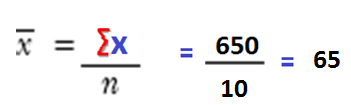 x̄ = Σx / n = 650 / 10 = 65